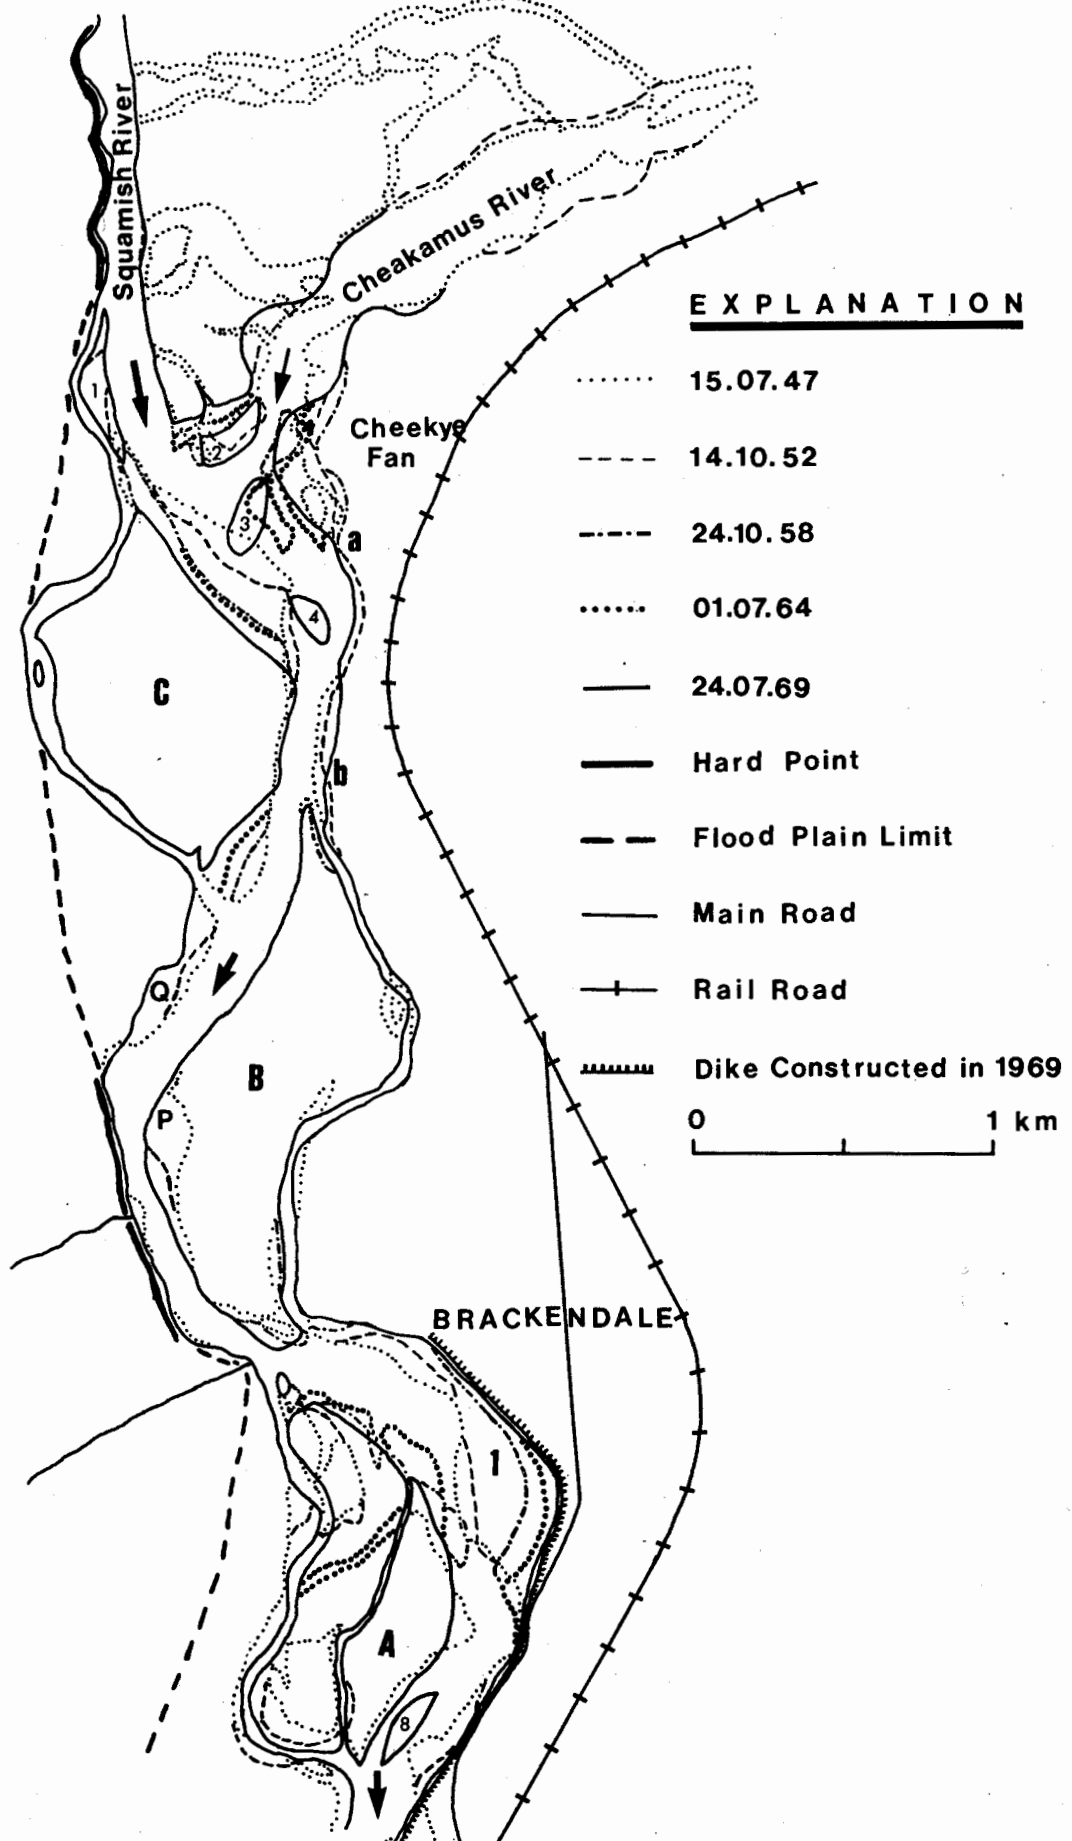 Squamish River
Cheakamus River
EXPLANATION
15.07.47
1
Cheekye
Fan
2
14.10.52
3
a
24.10.58
4
01.07.64
C
24.07.69
b
Hard Point
Flood Plain Limit
Main Road
Q
Rail Road
B
Dike Constructed in 1969
P
0 1 km
BRACKENDALE
1
A
8